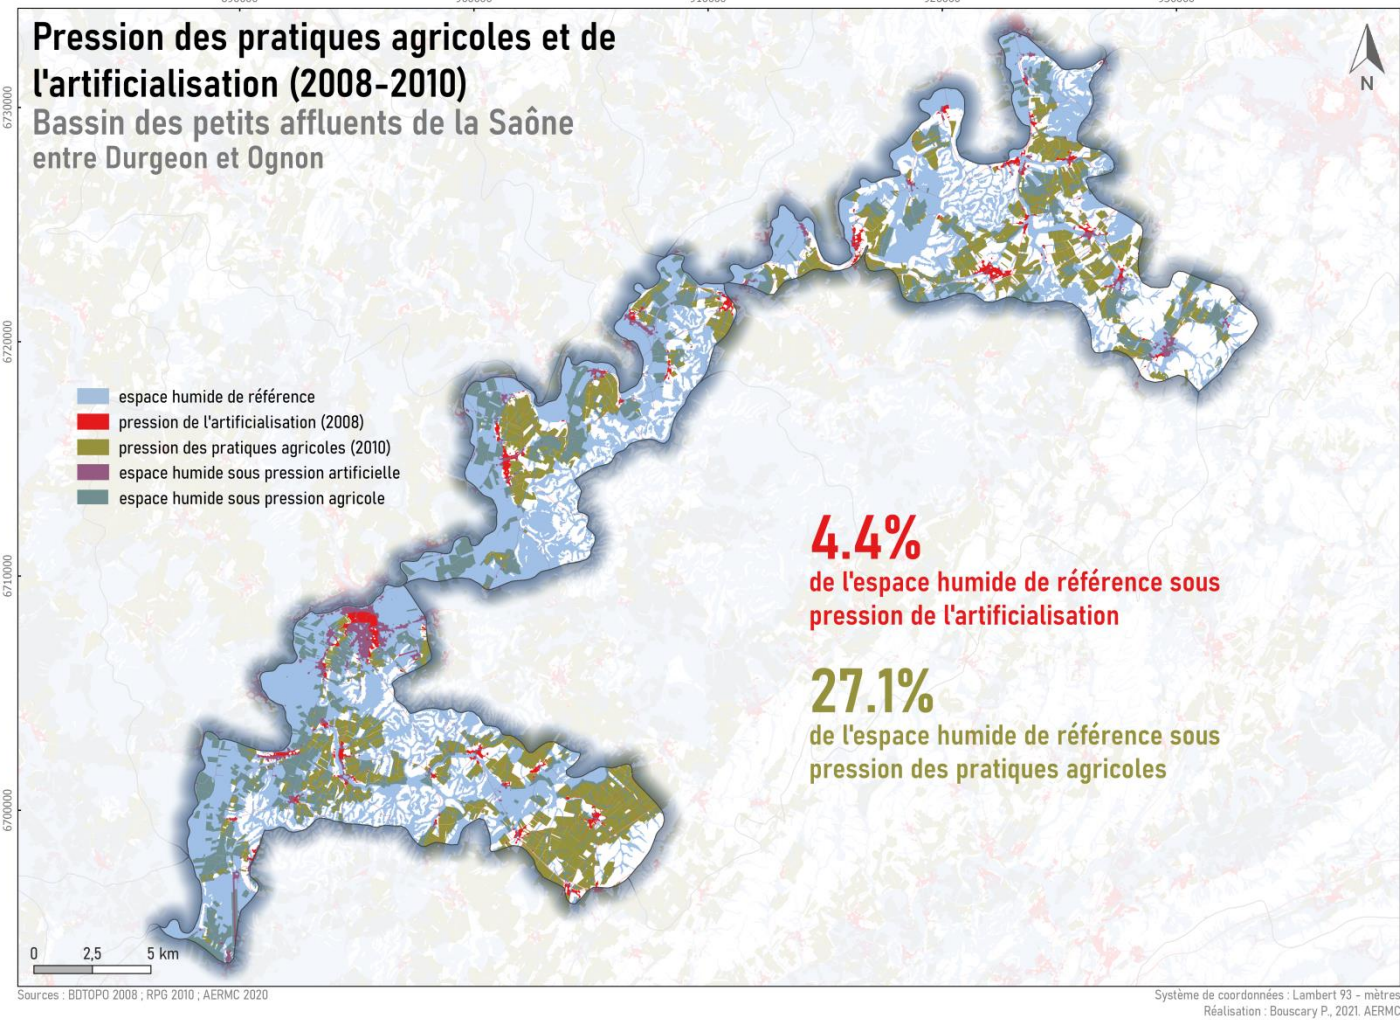 Pression des pratiques agricoles et de
l'artificialisation (2008-2010)
Bassin des petits affluents de la Saône
entre Durgeon et Ognon
N
6730000
6720000
6710000
6700000
espace humide de référence
pression de l'artificialisation (2008)
pression des pratiques agricoles (2010)
espace humide sous pression artificielle
espace humide sous pression agricole
4.4%
de l'espace humide de référence sous
pression de l'artificialisation
27.1%
de l'espace humide de référence sous
pression des pratiques agricoles
0 2,5 5 km
Sources : BDTOPO 2008 ; RPG 2010 ; AERMC 2020
Système de coordonnées : Lambert 93 - mètres
Réalisation : Bouscary P., 2021. AERMC